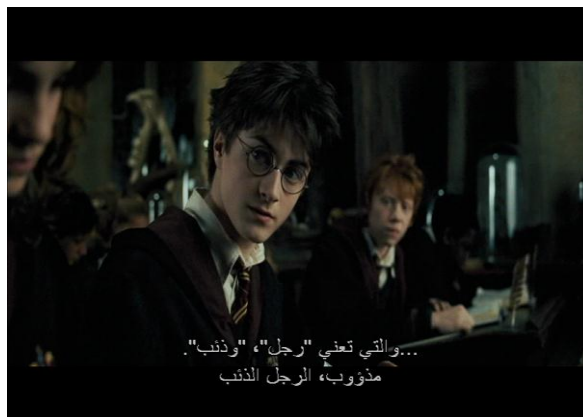 ...والتي تعني "رجل"، "وذئب".
مذؤوب، الرجل الذئب